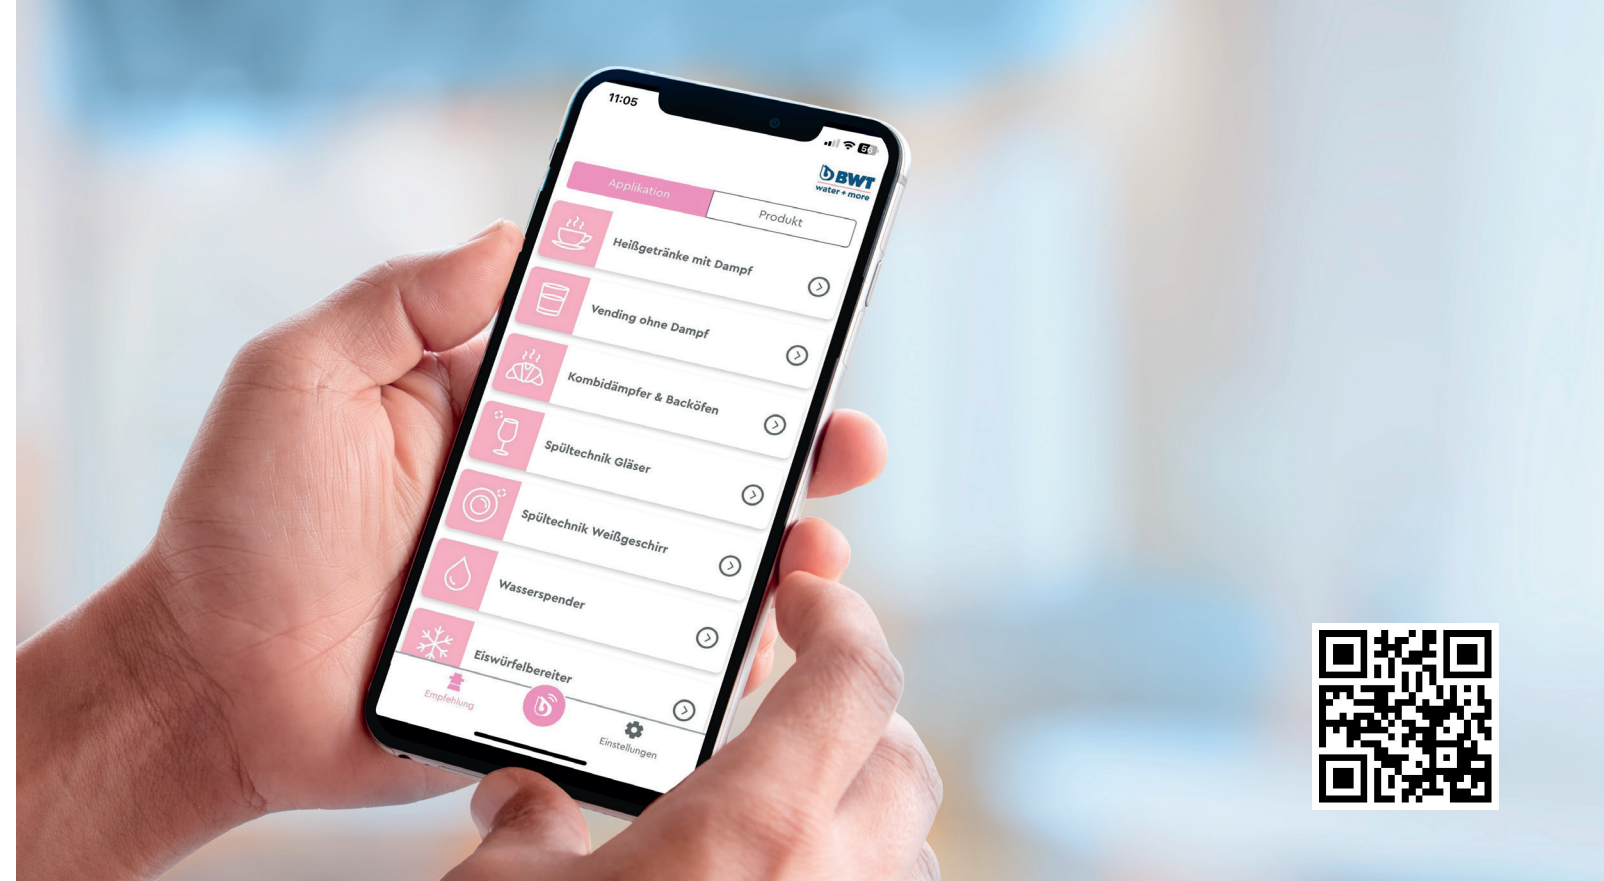 11:05
56
BWT
water + more
Applikation
Produkt
Heißgetränke mit Dampf
Vending ohne Dampf
Kombidämpfer & Backöfen
Spültechnik Gläser
Spültechnik Weißgeschirr
Wasserspender
Eiswürfelbereiter
Empfehlung
Einstellungen